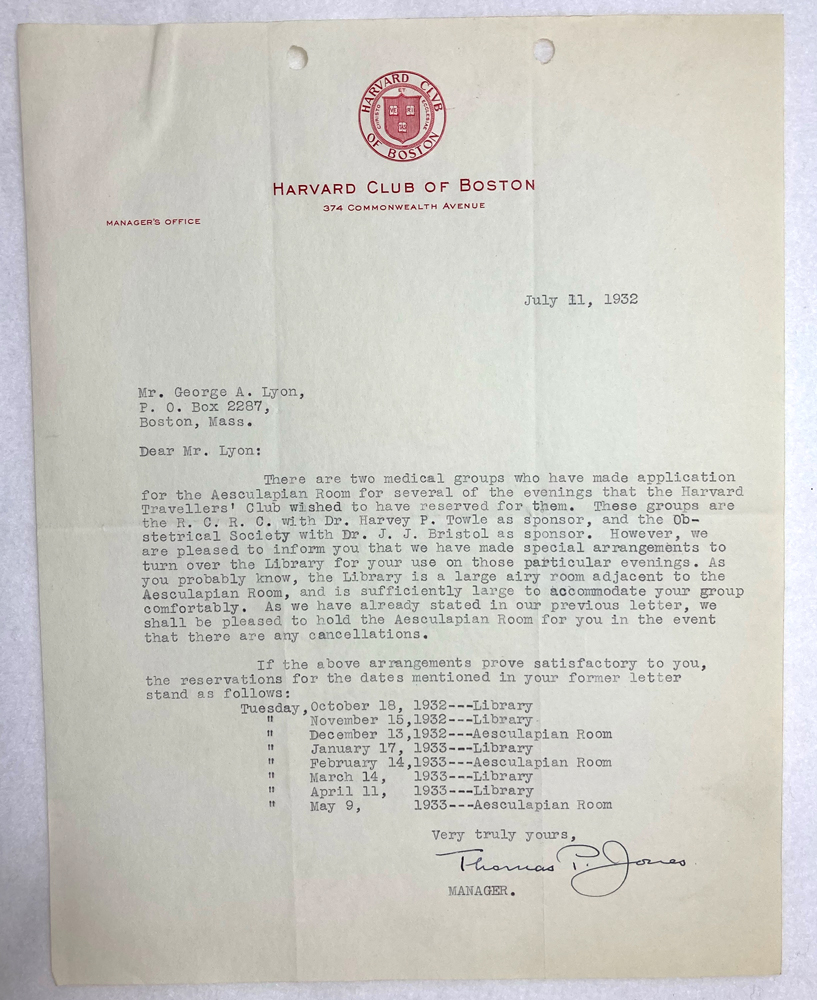 HARVARD CLVB OF BOSTON
CHRISTO ET ECCLESIAE
VE RI TAS
HARVARD CLUB OF BOSTON
374 COMMONWEALTH AVENUE
MANAGER'S OFFICE
July 11, 1932
Mr. George A. Lyon,
P. O. Box 2287,
Boston, Mass.
Dear Mr. Lyon:
There are two medical groups who have made application
for the Aesculapian Room for several of the evenings that the Harvard
Travellers' Club wished to have reserved for them. These groups are
the R. C. R. C. with Dr. Harvey P. Towle as sponsor, and the Ob-
stetrical Society with Dr. J. J. Bristol as sponsor. However, we
are pleased to inform you that we have made special arrangements to
turn over the Library for your use on those particular evenings. As
you probably know, the Library is a large airy room adjacent to the
Aesculapian Room, and is sufficiently large to accommodate your group
comfortably. As we have already stated in our previous letter, we
shall be pleased to hold the Aesculapian Room for you in the event
that there are any cancellations.
If the above arrangements prove satisfactory to you,
the reservations for the dates mentioned in your former letter
stand as follows:
Tuesday, October 18, 1932---Library
" November 15, 1932---Library
" December 13, 1932---Aesculapian Room
" January 17, 1933---Library
" February 14, 1933---Aesculapian Room
" March 14, 1933---Library
" April 11, 1933---Library
" May 9, 1933---Aesculapian Room
Very truly yours,
Thomas P. Jones
MANAGER.